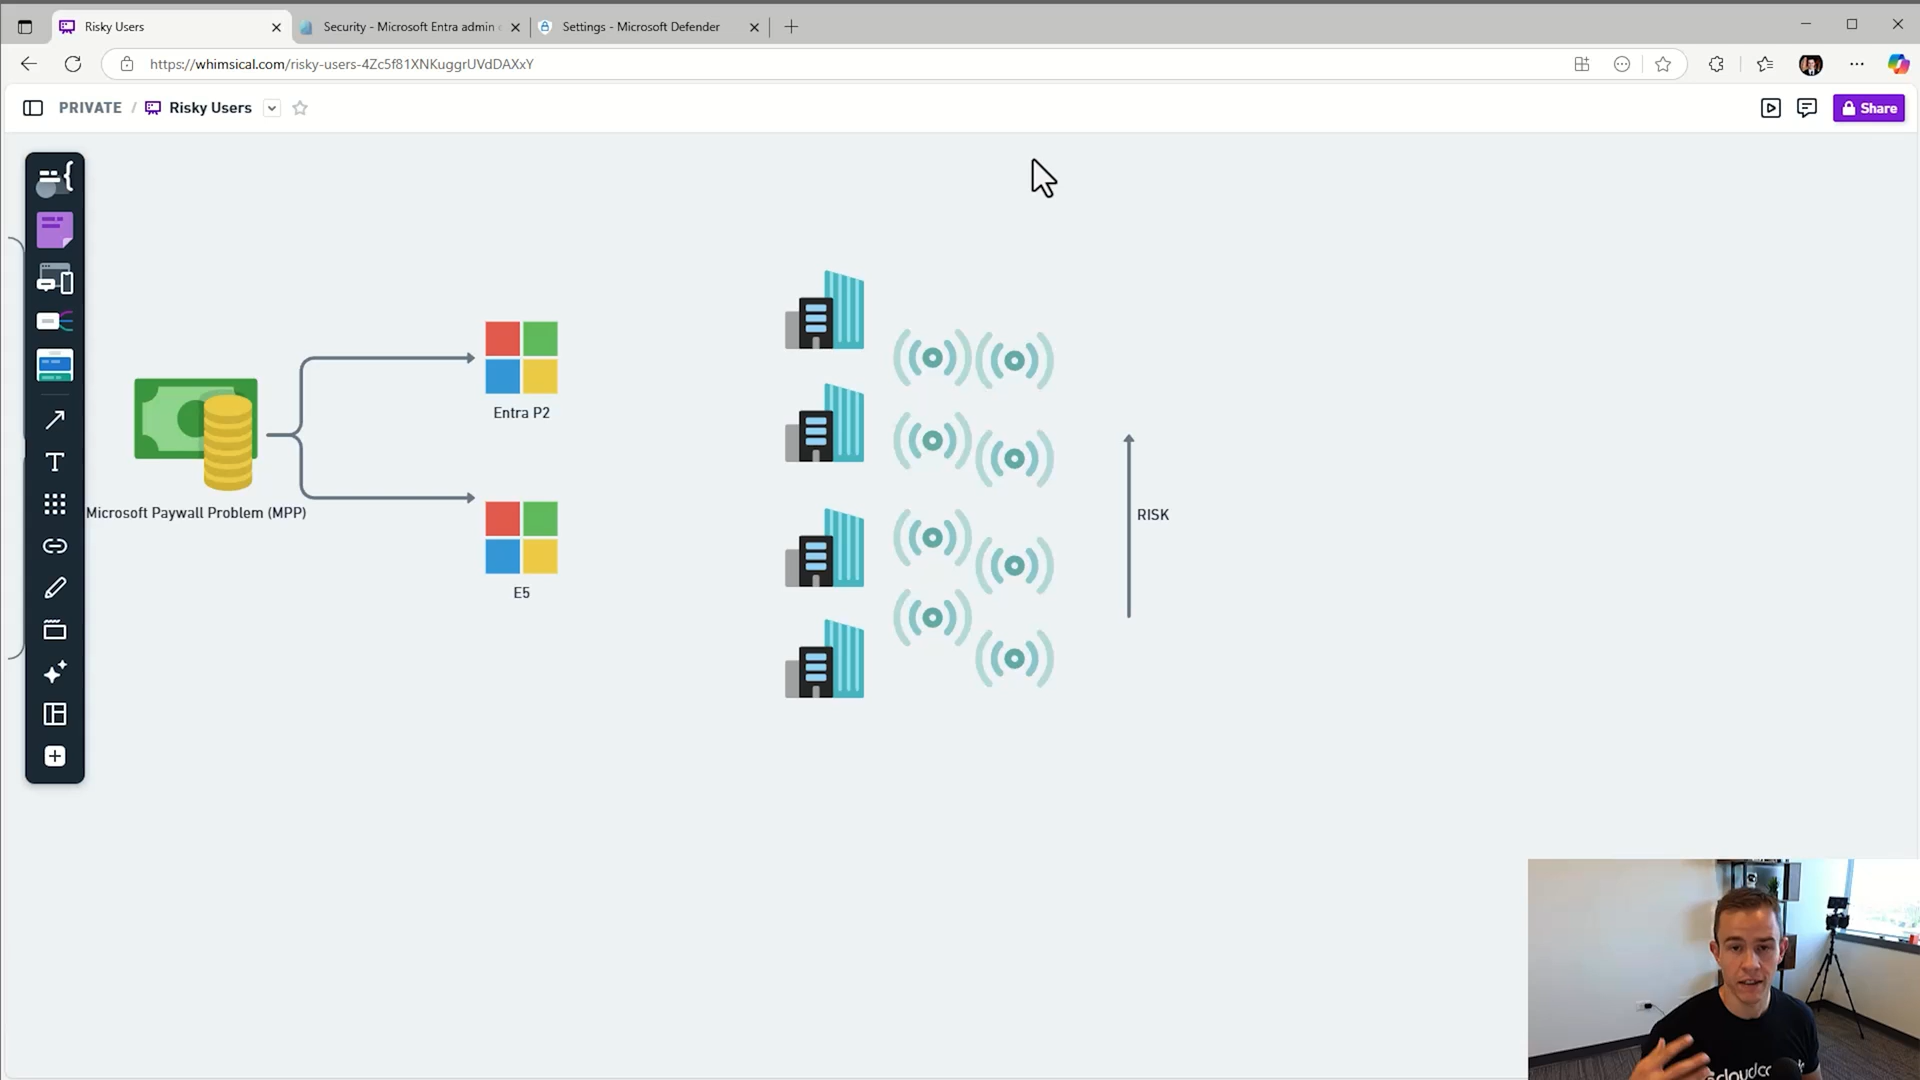 Risky Users
Security - Microsoft Entra admin c
Settings - Microsoft Defender
https://whimsical.com/risky-users-4Zc5f81XNKuggrUVdDAXxY
PRIVATE / Risky Users
Share
Entra P2
Microsoft Paywall Problem (MPP)
E5
RISK